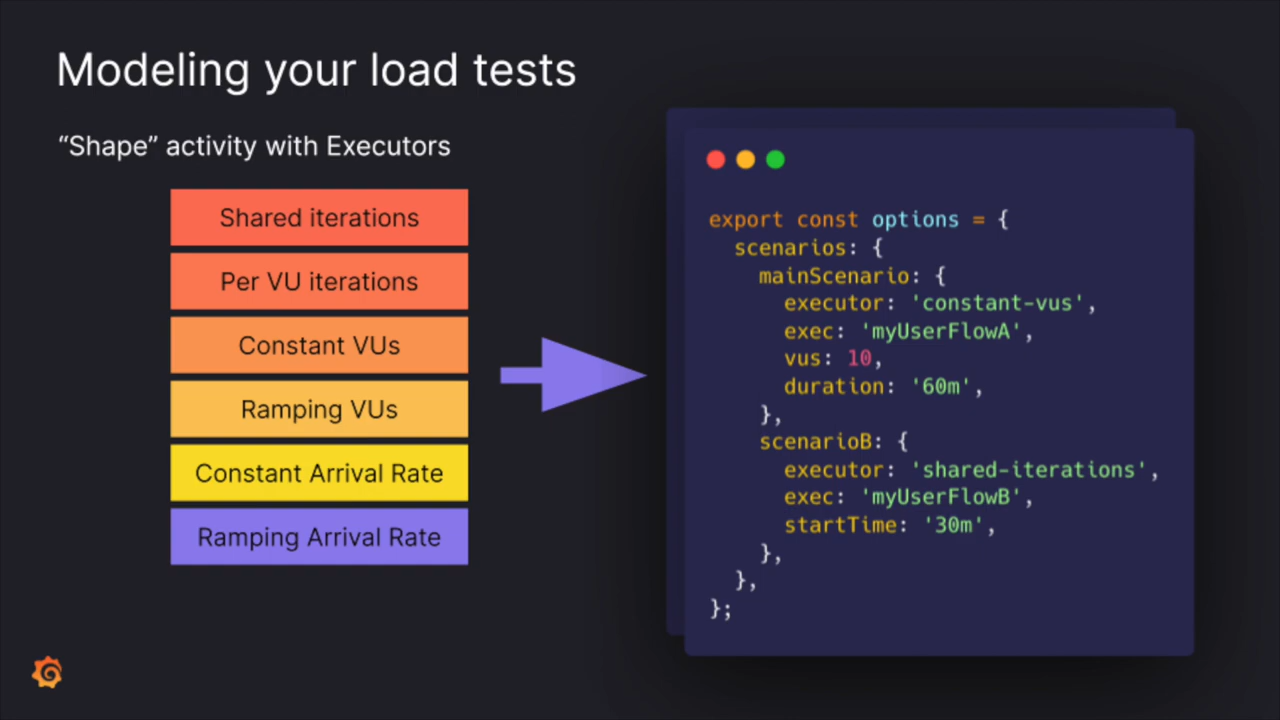 Modeling your load tests
“Shape” activity with Executors
Shared iterations
Per VU iterations
Constant VUs
Ramping VUs
Constant Arrival Rate
Ramping Arrival Rate
export const options = {
  scenarios: {
    mainScenario: {
      executor: 'constant-vus',
      exec: 'myUserFlowA',
      vus: 10,
      duration: '60m',
    },
    scenarioB: {
      executor: 'shared-iterations',
      exec: 'myUserFlowB',
      startTime: '30m',
    },
  },
};